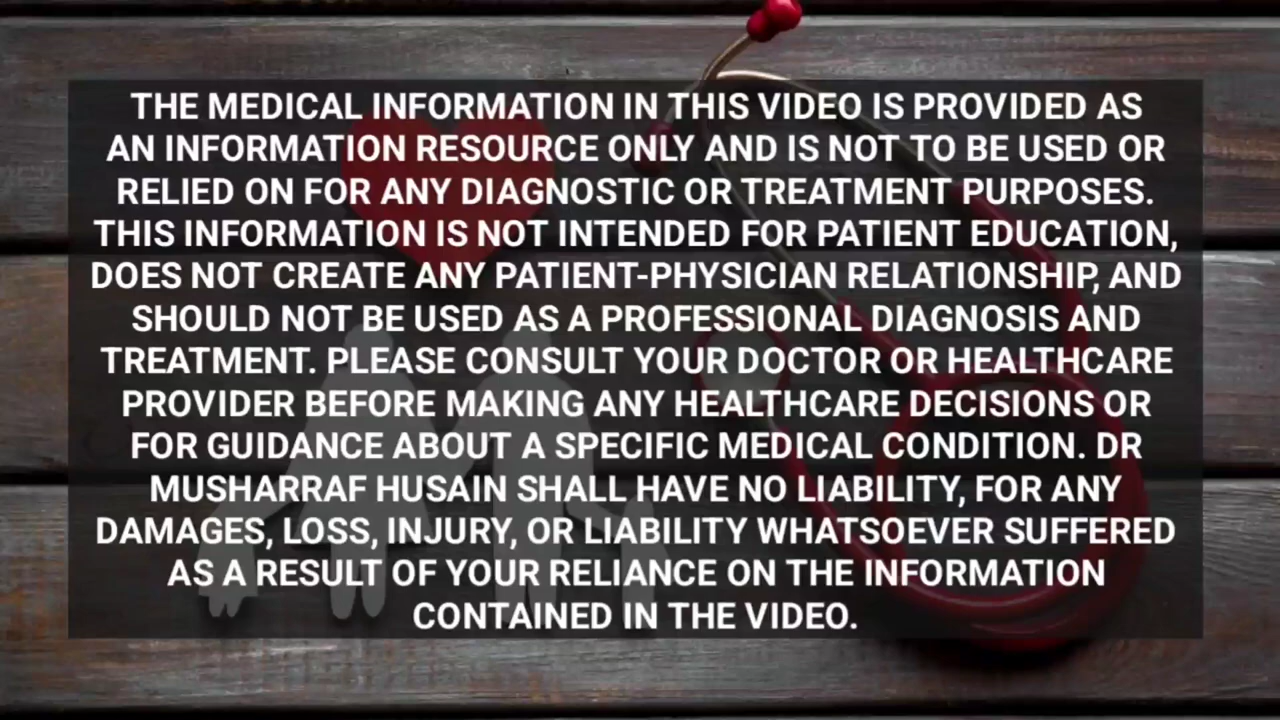 THE MEDICAL INFORMATION IN THIS VIDEO IS PROVIDED AS
AN INFORMATION RESOURCE ONLY AND IS NOT TO BE USED OR
RELIED ON FOR ANY DIAGNOSTIC OR TREATMENT PURPOSES.
THIS INFORMATION IS NOT INTENDED FOR PATIENT EDUCATION,
DOES NOT CREATE ANY PATIENT-PHYSICIAN RELATIONSHIP, AND
SHOULD NOT BE USED AS A PROFESSIONAL DIAGNOSIS AND
TREATMENT. PLEASE CONSULT YOUR DOCTOR OR HEALTHCARE
PROVIDER BEFORE MAKING ANY HEALTHCARE DECISIONS OR
FOR GUIDANCE ABOUT A SPECIFIC MEDICAL CONDITION. DR
MUSHARRAF HUSAIN SHALL HAVE NO LIABILITY, FOR ANY
DAMAGES, LOSS, INJURY, OR LIABILITY WHATSOEVER SUFFERED
AS A RESULT OF YOUR RELIANCE ON THE INFORMATION
CONTAINED IN THE VIDEO.